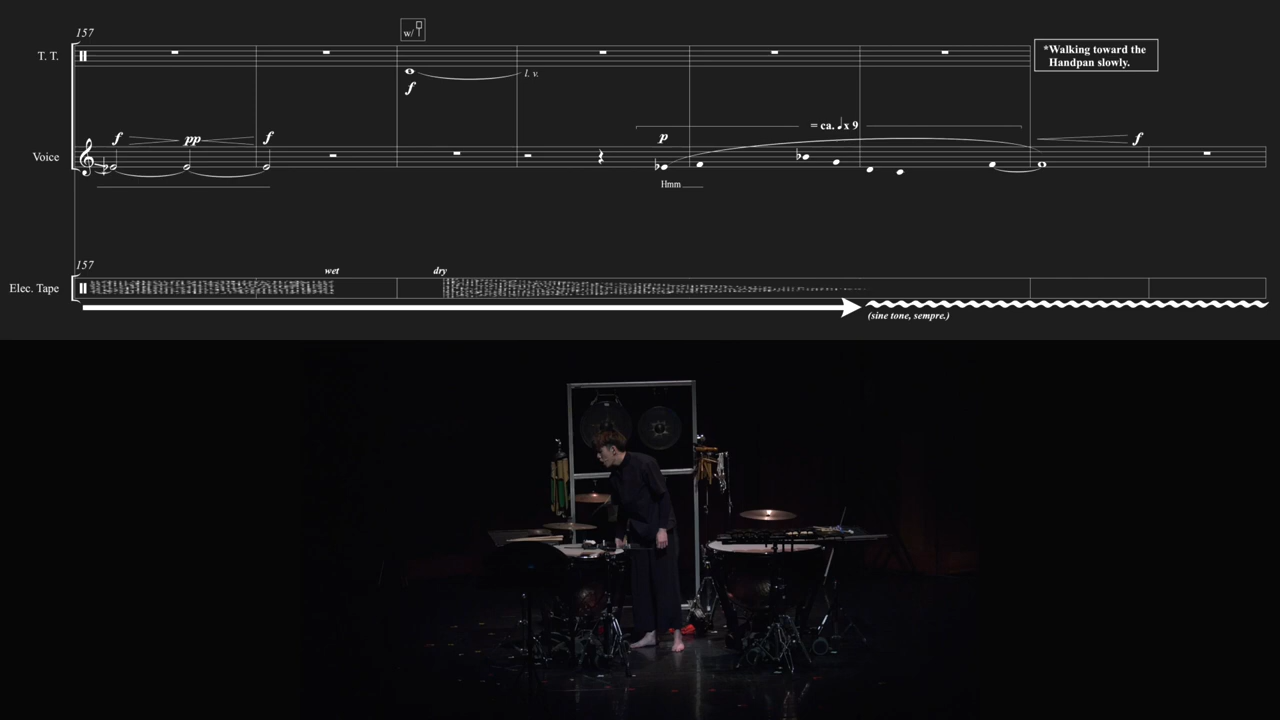 157
w/
T. T.
*Walking toward the
Handpan slowly.
l. v.
f
f pp f p = ca. ♩x 9 f
Voice
Hmm
157
wet dry
Elec. Tape
(sine tone, sempre.)